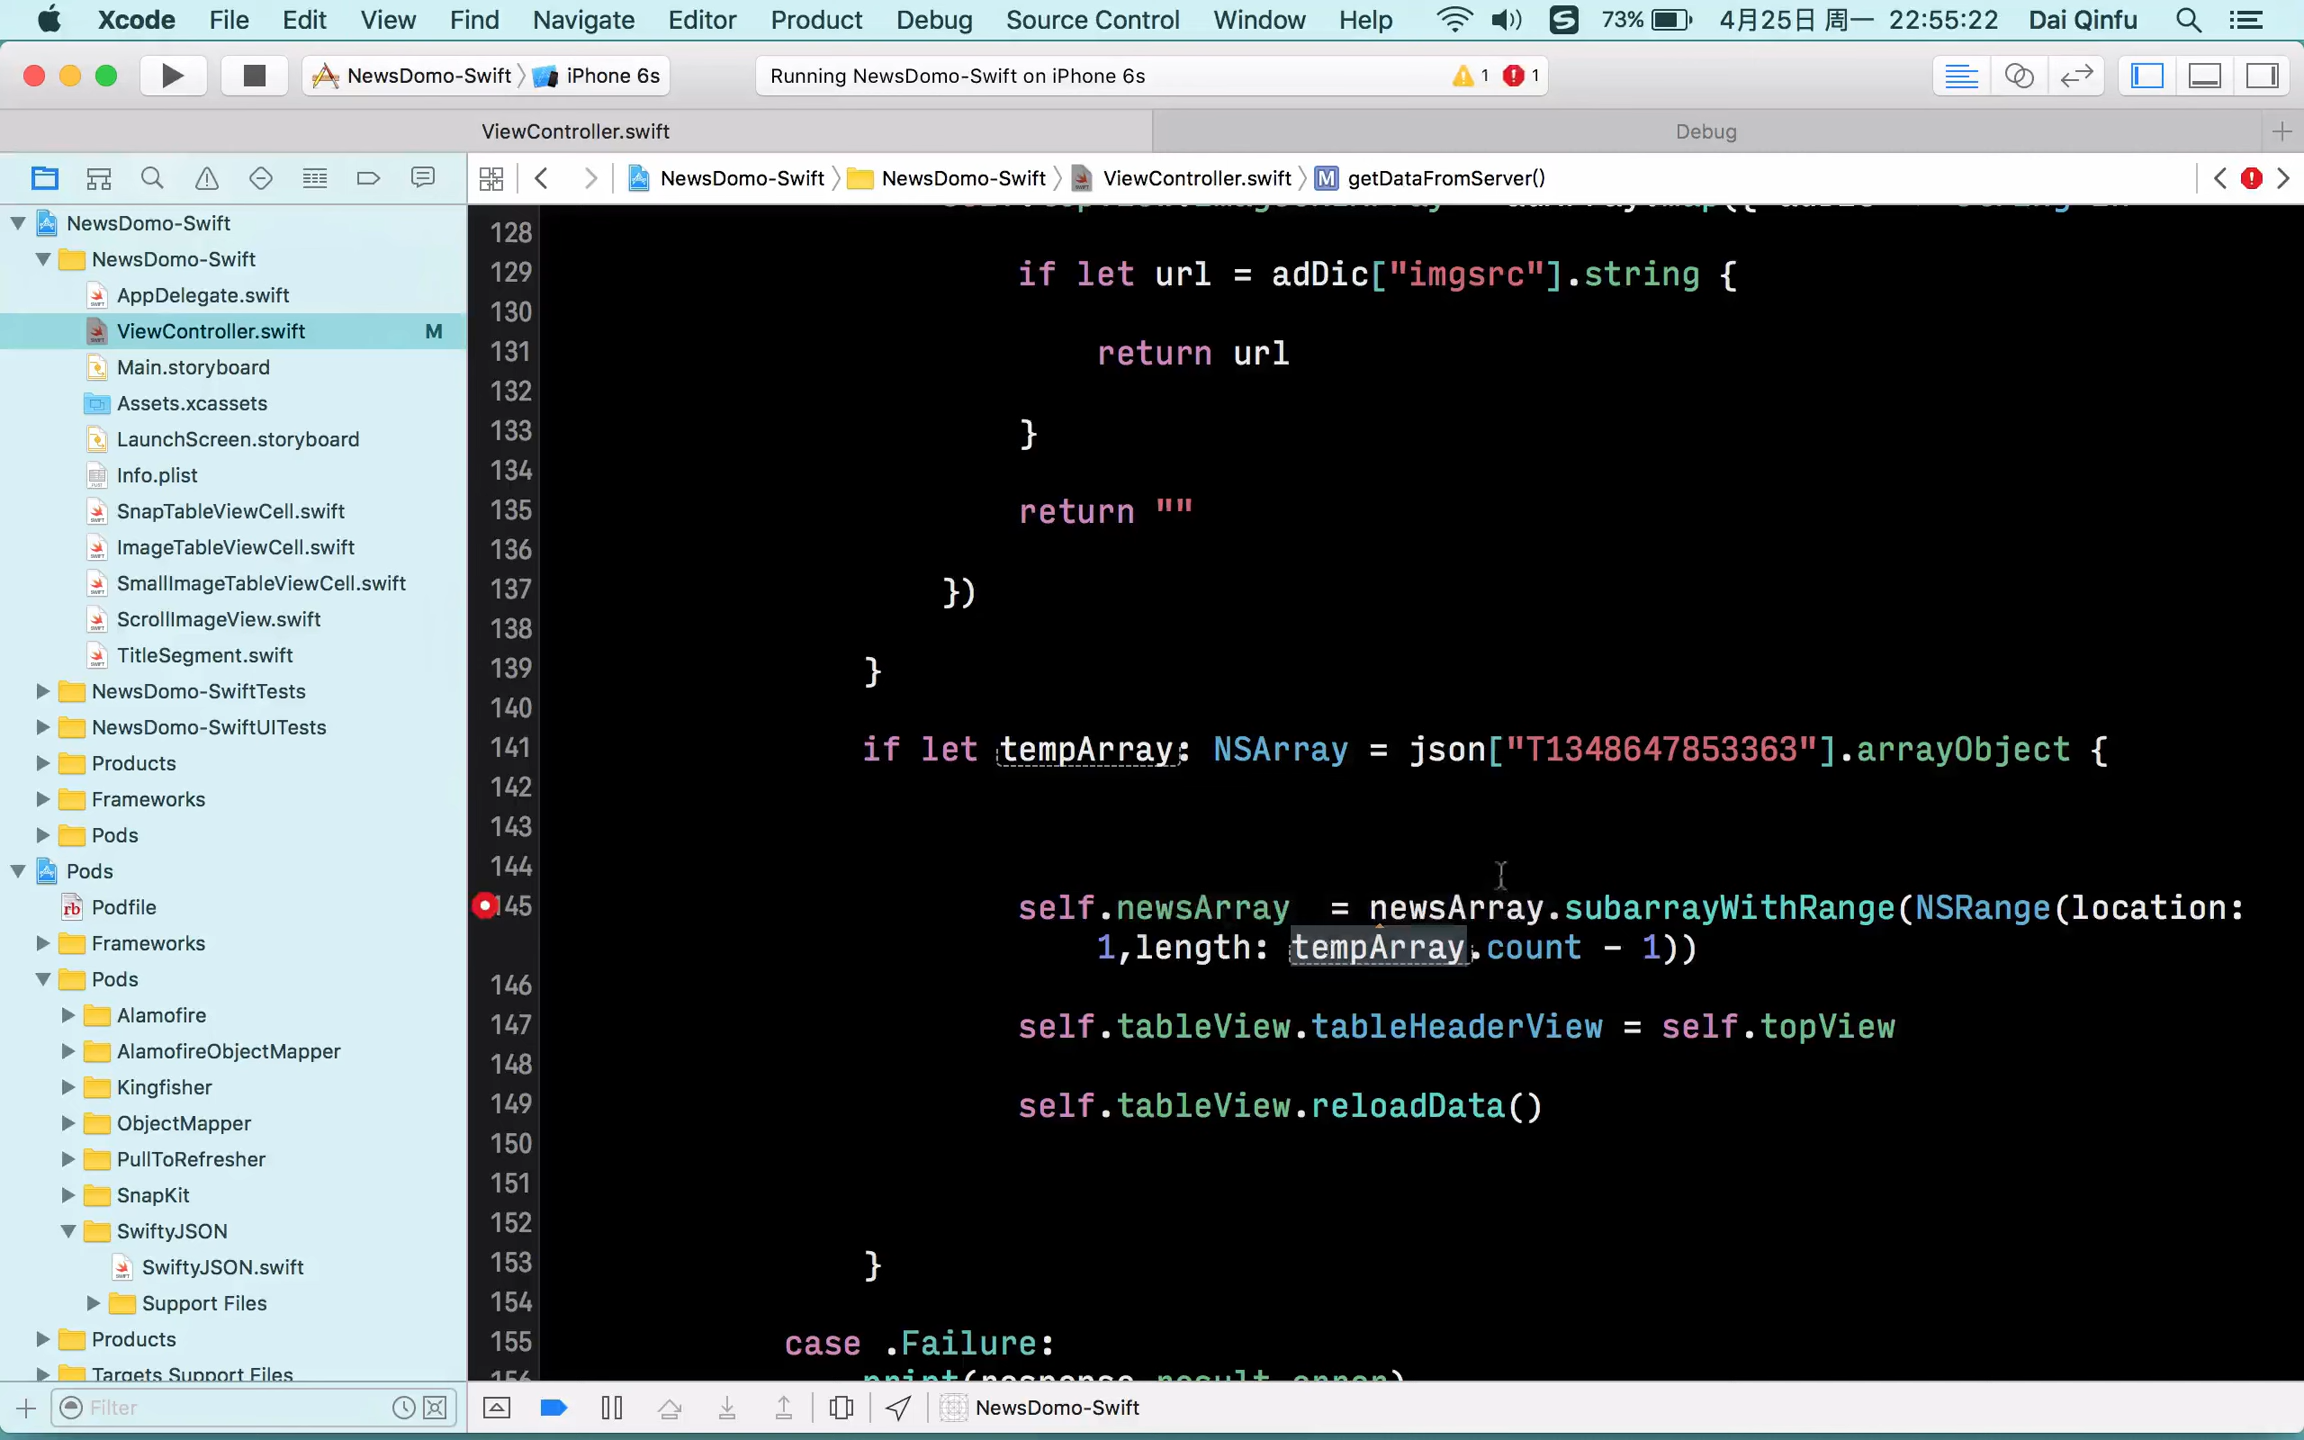 Xcode File Edit View Find Navigate Editor Product Debug Source Control Window Help 73% 4月25日 周一 22:55:22 Dai Qinfu
NewsDomo-Swift iPhone 6s
Running NewsDomo-Swift on iPhone 6s 1 1
ViewController.swift
Debug
NewsDomo-Swift NewsDomo-Swift ViewController.swift M getDataFromServer()
NewsDomo-Swift
NewsDomo-Swift
AppDelegate.swift
ViewController.swift M
Main.storyboard
Assets.xcassets
LaunchScreen.storyboard
Info.plist
SnapTableViewCell.swift
ImageTableViewCell.swift
SmallImageTableViewCell.swift
ScrollImageView.swift
TitleSegment.swift
NewsDomo-SwiftTests
NewsDomo-SwiftUITests
Products
Frameworks
Pods
Pods
Podfile
Frameworks
Pods
Alamofire
AlamofireObjectMapper
Kingfisher
ObjectMapper
PullToRefresher
SnapKit
SwiftyJSON
SwiftyJSON.swift
Support Files
Products
Targets Support Files
Filter
128
129 if let url = adDic["imgsrc"].string {
130
131 return url
132
133 }
134
135 return ""
136
137 })
138
139 }
140
141 if let tempArray: NSArray = json["T1348647853363"].arrayObject {
142
143
144
145 self.newsArray = newsArray.subarrayWithRange(NSRange(location:
1,length: tempArray.count - 1))
146
147 self.tableView.tableHeaderView = self.topView
148
149 self.tableView.reloadData()
150
151
152
153 }
154
155 case .Failure:
156 print(response.result.error)
NewsDomo-Swift